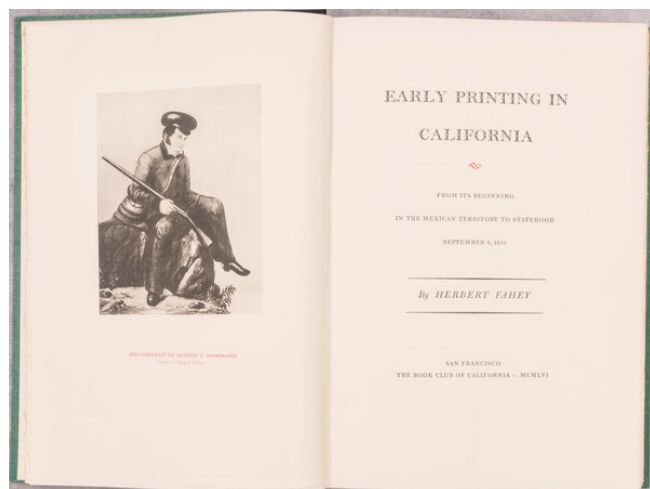 SELF-PORTRAIT OF AGUSTIN V. ZAMORANO
EARLY PRINTING IN
CALIFORNIA
FROM ITS BEGINNING
IN THE MEXICAN TERRITORY TO STATEHOOD
SEPTEMBER 9, 1850
By HERBERT FAHEY
SAN FRANCISCO
THE BOOK CLUB OF CALIFORNIA :: MCMLVI